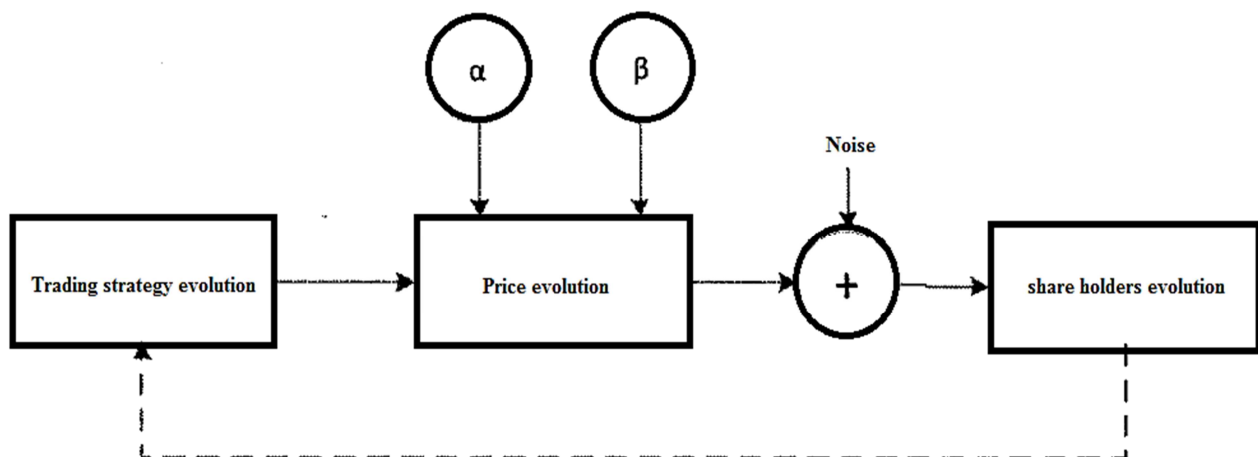 α
β
Noise
Trading strategy evolution
Price evolution
+
share holders evolution